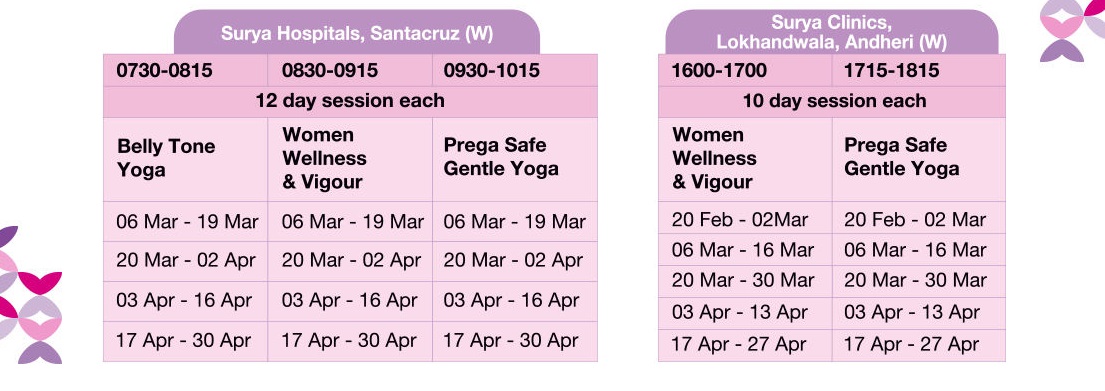 Surya Hospitals, Santacruz (W)
0730-0815 0830-0915 0930-1015
12 day session each
Belly Tone
Yoga
Women
Wellness
& Vigour
Prega Safe
Gentle Yoga
06 Mar - 19 Mar 06 Mar - 19 Mar 06 Mar - 19 Mar
20 Mar - 02 Apr 20 Mar - 02 Apr 20 Mar - 02 Apr
03 Apr - 16 Apr 03 Apr - 16 Apr 03 Apr - 16 Apr
17 Apr - 30 Apr 17 Apr - 30 Apr 17 Apr - 30 Apr
Surya Clinics,
Lokhandwala, Andheri (W)
1600-1700 1715-1815
10 day session each
Women
Wellness
& Vigour
Prega Safe
Gentle Yoga
20 Feb - 02Mar 20 Feb - 02 Mar
06 Mar - 16 Mar 06 Mar - 16 Mar
20 Mar - 30 Mar 20 Mar - 30 Mar
03 Apr - 13 Apr 03 Apr - 13 Apr
17 Apr - 27 Apr 17 Apr - 27 Apr